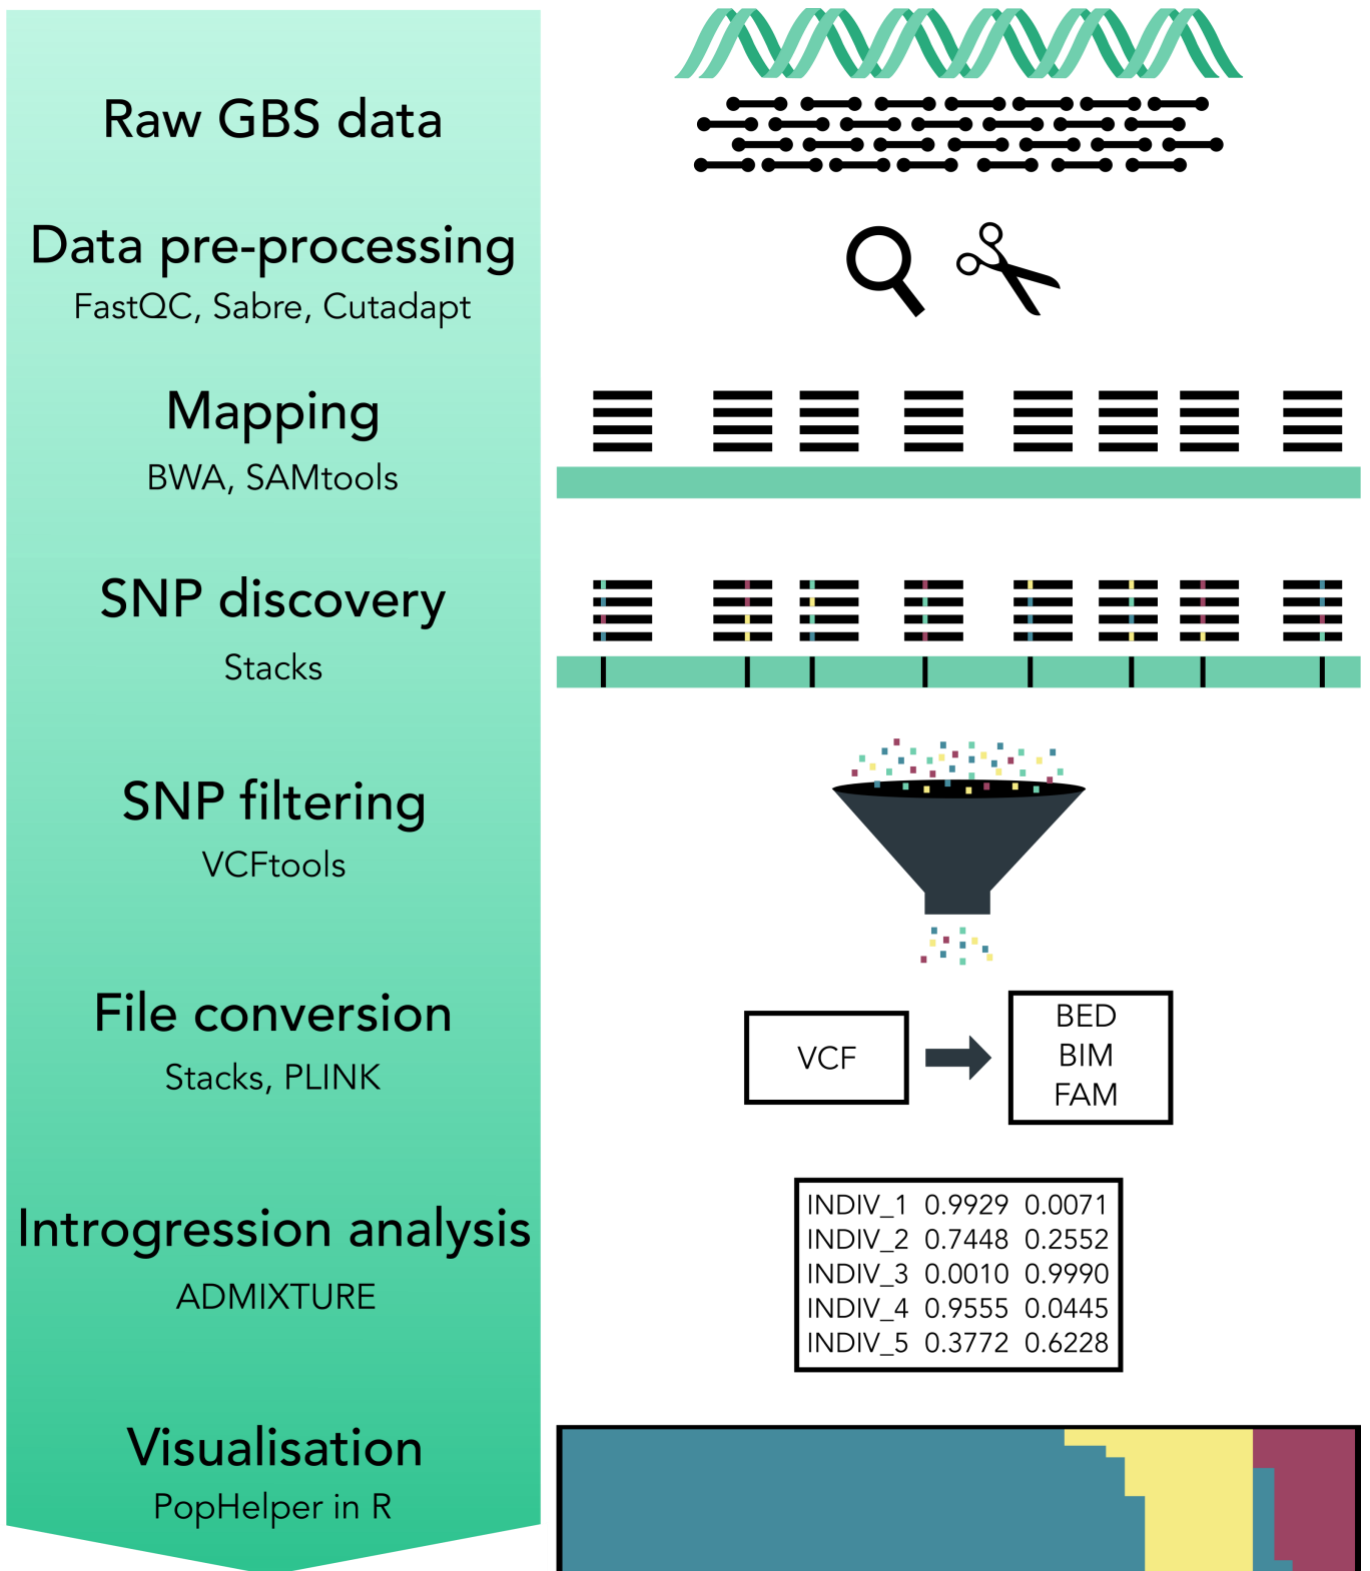 Raw GBS data
Data pre-processing
FastQC, Sabre, Cutadapt
Mapping
BWA, SAMtools
SNP discovery
Stacks
SNP filtering
VCFtools
File conversion
Stacks, PLINK
VCF
BED
BIM
FAM
Introgression analysis
ADMIXTURE
INDIV_1 0.9929 0.0071
INDIV_2 0.7448 0.2552
INDIV_3 0.0010 0.9990
INDIV_4 0.9555 0.0445
INDIV_5 0.3772 0.6228
Visualisation
PopHelper in R